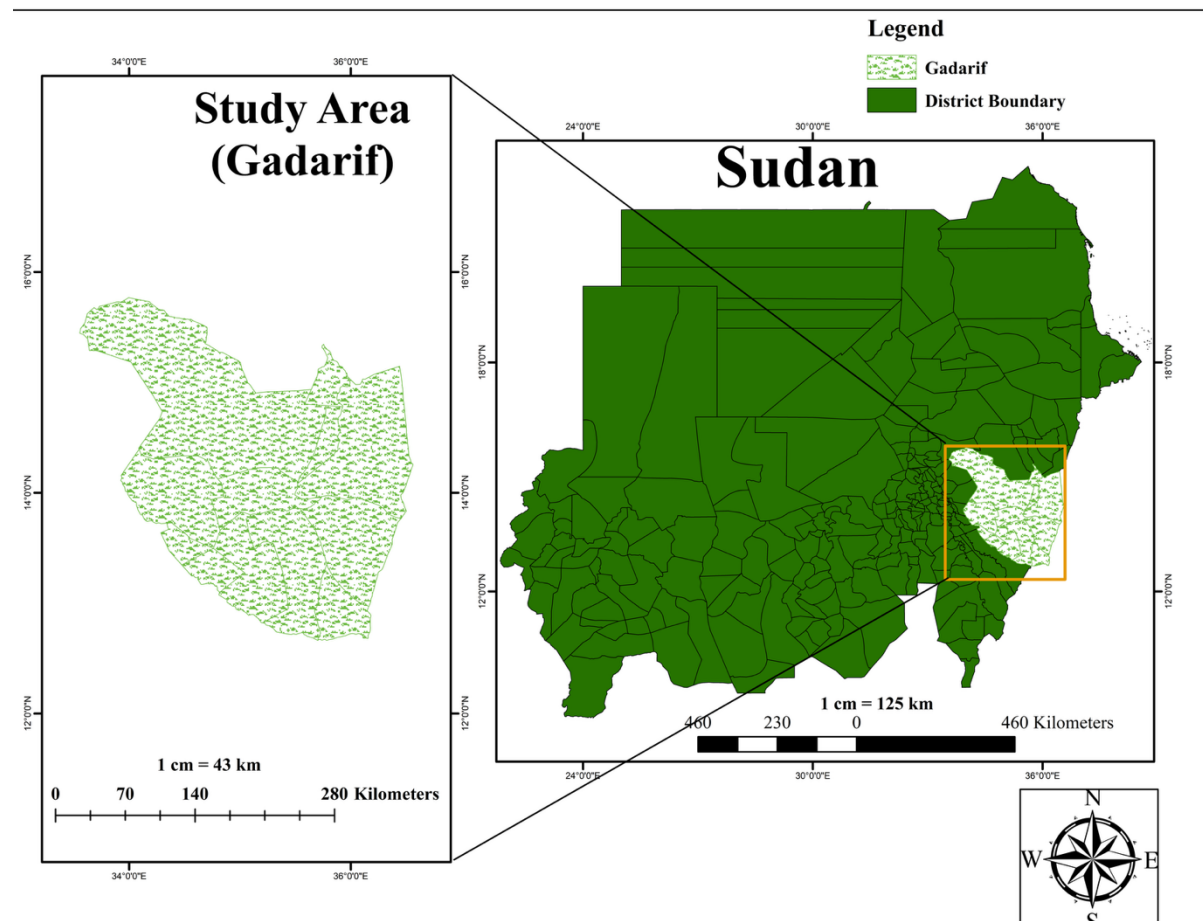 Legend
Gadarif
District Boundary
34°0'0"E
36°0'0"E
Study Area
(Gadarif)
16°0'0"N
16°0'0"N
14°0'0"N
14°0'0"N
12°0'0"N
12°0'0"N
1 cm = 43 km
0 70 140 280 Kilometers
34°0'0"E
36°0'0"E
24°0'0"E
30°0'0"E
36°0'0"E
Sudan
18°0'0"N
18°0'0"N
12°0'0"N
12°0'0"N
1 cm = 125 km
460 230 0 460 Kilometers
24°0'0"E
30°0'0"E
36°0'0"E
N
W E
S